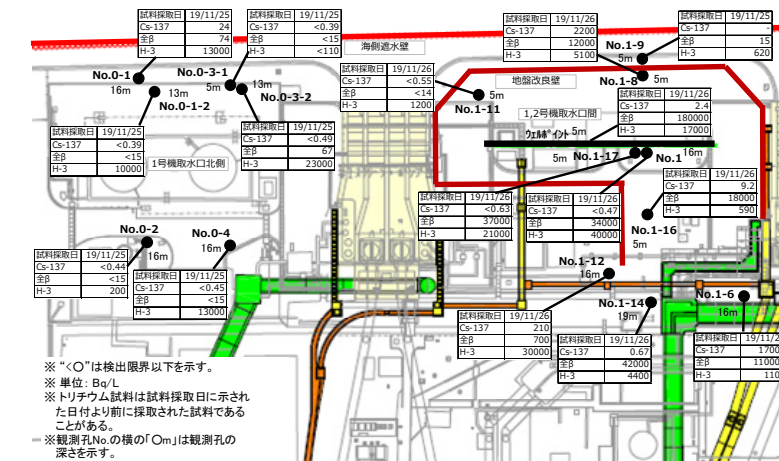 試料採取日 19/11/25
Cs-137 24
全β 74
H-3 13000
試料採取日 19/11/25
Cs-137 <0.39
全β <15
H-3 <110
海側遮水壁
試料採取日 19/11/26
Cs-137 2200
全β 12000
H-3 5100
試料採取日 19/11/25
Cs-137 -
全β 15
H-3 620
No.1-9
5m
No.0-1
16m
No.0-3-1
5m
13m
No.0-1-2
13m
No.0-3-2
試料採取日 19/11/26
Cs-137 <0.55
全β <14
H-3 1200
5m
No.1-11
地盤改良壁
No.1-8
5m
試料採取日 19/11/26
Cs-137 2.4
全β 180000
H-3 17000
1,2号機取水口間
ウェルポイント 5m
試料採取日 19/11/25
Cs-137 <0.39
全β <15
H-3 10000
1号機取水口北側
試料採取日 19/11/25
Cs-137 <0.49
全β 67
H-3 23000
5m
No.1-17
No.1
16m
試料採取日 19/11/26
Cs-137 9.2
全β 18000
H-3 590
試料採取日 19/11/26
Cs-137 <0.63
全β 37000
H-3 21000
試料採取日 19/11/26
Cs-137 <0.47
全β 34000
H-3 40000
No.1-16
5m
No.0-2
16m
No.0-4
16m
試料採取日 19/11/25
Cs-137 <0.44
全β <15
H-3 200
試料採取日 19/11/25
Cs-137 <0.45
全β <15
H-3 13000
No.1-12
16m
No.1-14
19m
No.1-6
16m
試料採取日 19/11/26
Cs-137 210
全β 700
H-3 30000
試料採取日 19/11/26
Cs-137 0.67
全β 42000
H-3 4400
試料採取日 19/11/2
Cs-137 1700
全β 11000
H-3 110
※ “<〇”は検出限界以下を示す。
※ 単位: Bq/L
※ トリチウム試料は試料採取日に示され
た日付より前に採取された試料である
ことがある。
※観測孔No.の横の「〇m」は観測孔の
深さを示す。